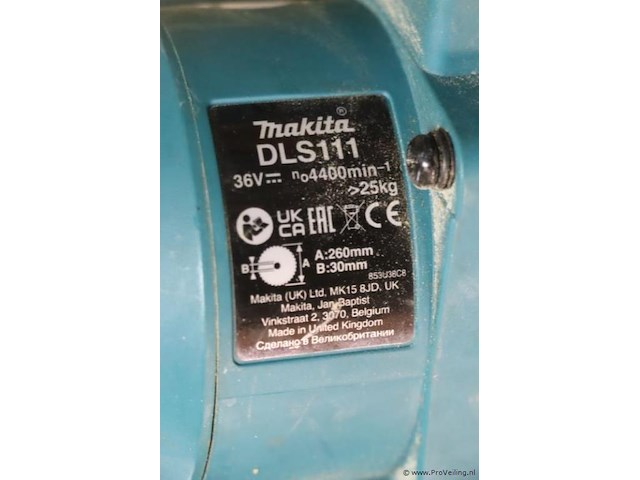 makita®
DLS111
36V⎓ n₀4400min⁻¹
>25kg
UK CA EAC CE
B A A:260mm
B:30mm
853U38C8
Makita (UK) Ltd, MK15 8JD, UK
Makita, Jan-Baptist
Vinkstraat 2, 3070, Belgium
Made in United Kingdom
Сделано в Великобритании
© www.ProVeiling.nl